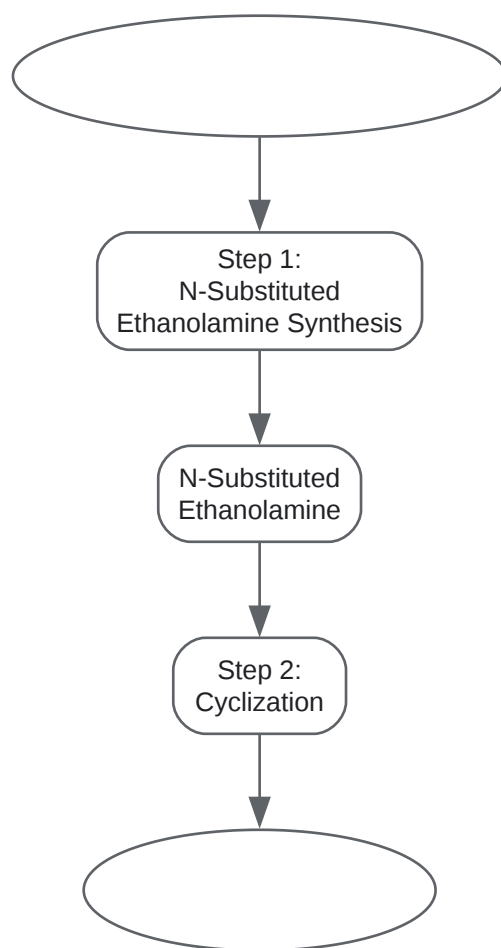 Step 1:
N-Substituted
Ethanolamine Synthesis
N-Substituted
Ethanolamine
Step 2:
Cyclization